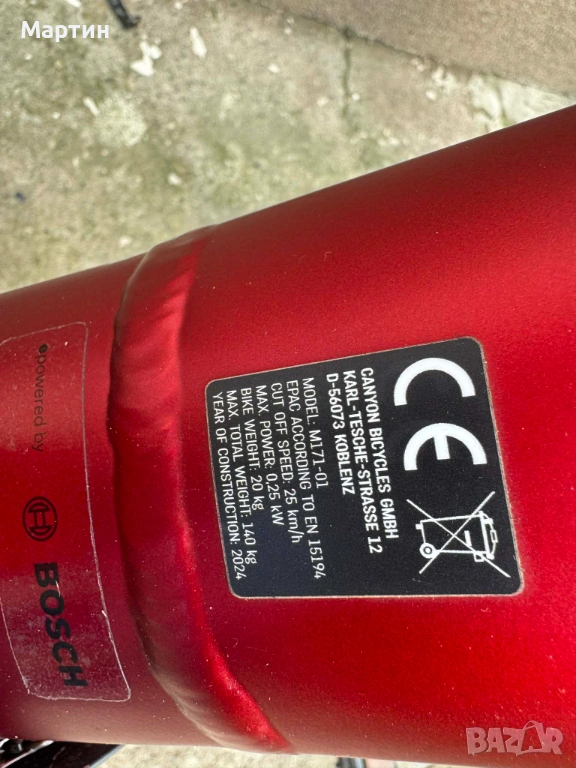 Мартин
CE
CANYON BICYCLES GMBH
KARL-TESCHE-STRASSE 12
D-56073 KOBLENZ
MODEL: M171-01
EPAC ACCORDING TO EN 15194
CUT OFF SPEED: 25 km/h
MAX. POWER: 0,25 kW
BIKE WEIGHT: 20 kg
MAX. TOTAL WEIGHT: 140 kg
YEAR OF CONSTRUCTION: 2024
powered by
BOSCH
BAZAR